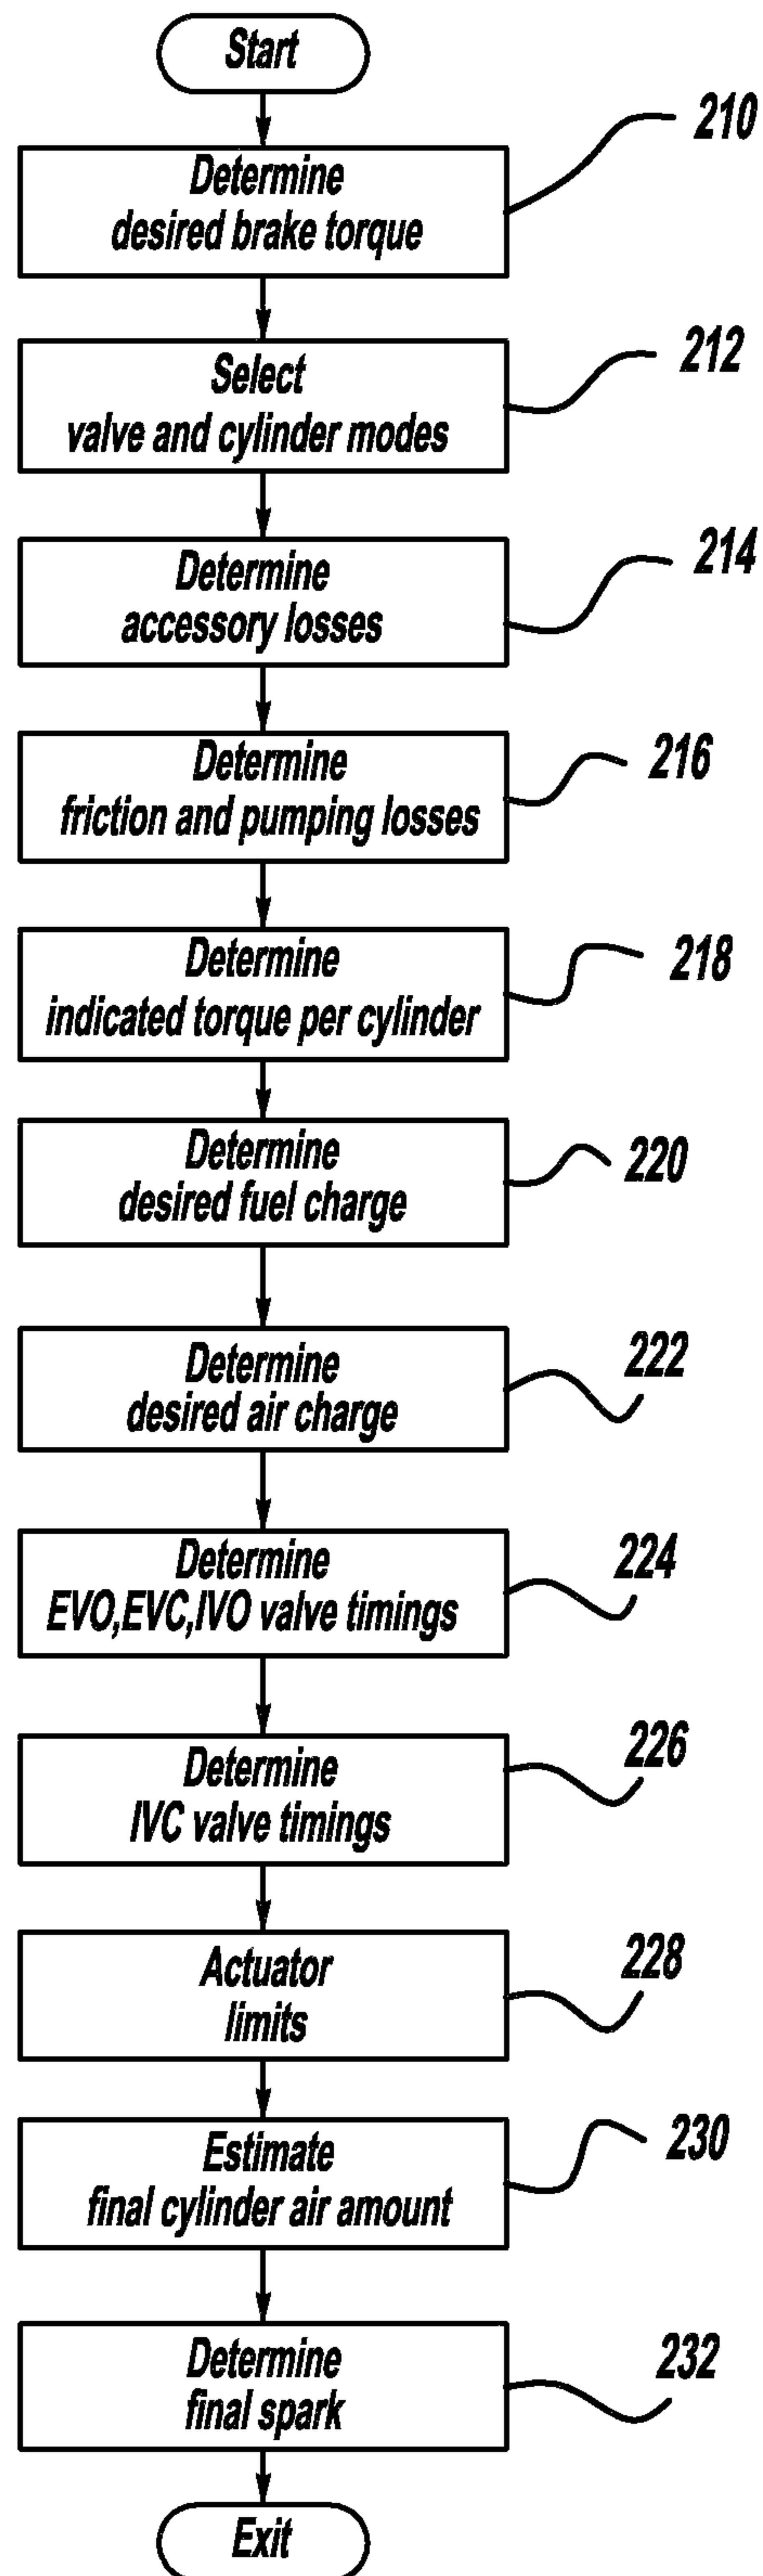 Start
210
Determine
desired brake torque
212
Select
valve and cylinder modes
214
Determine
accessory losses
216
Determine
friction and pumping losses
218
Determine
indicated torque per cylinder
220
Determine
desired fuel charge
222
Determine
desired air charge
224
Determine
EVO,EVC,IVO valve timings
226
Determine
IVC valve timings
228
Actuator
limits
230
Estimate
final cylinder air amount
232
Determine
final spark
Exit